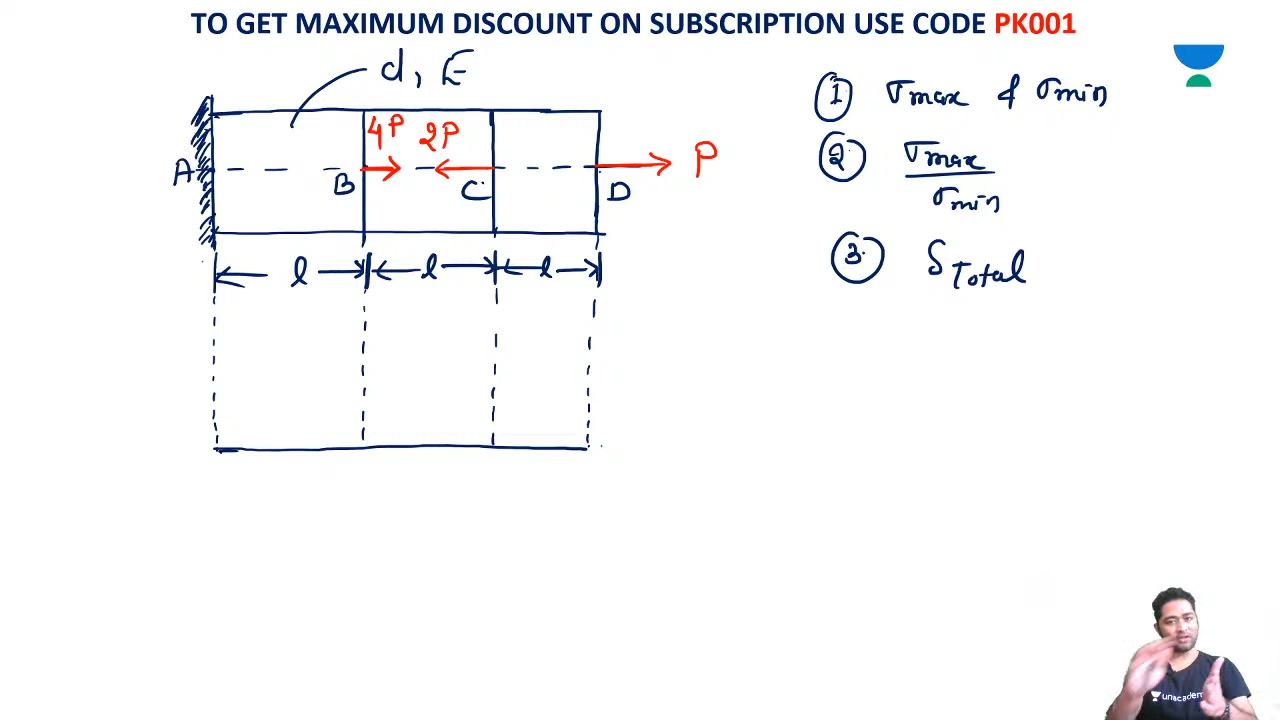 TO GET MAXIMUM DISCOUNT ON SUBSCRIPTION USE CODE PK001
d, E
4P 2P
P
A B C D
l l l
① σmax & σmin
② σmax
σmin
③ δTotal
unacademy